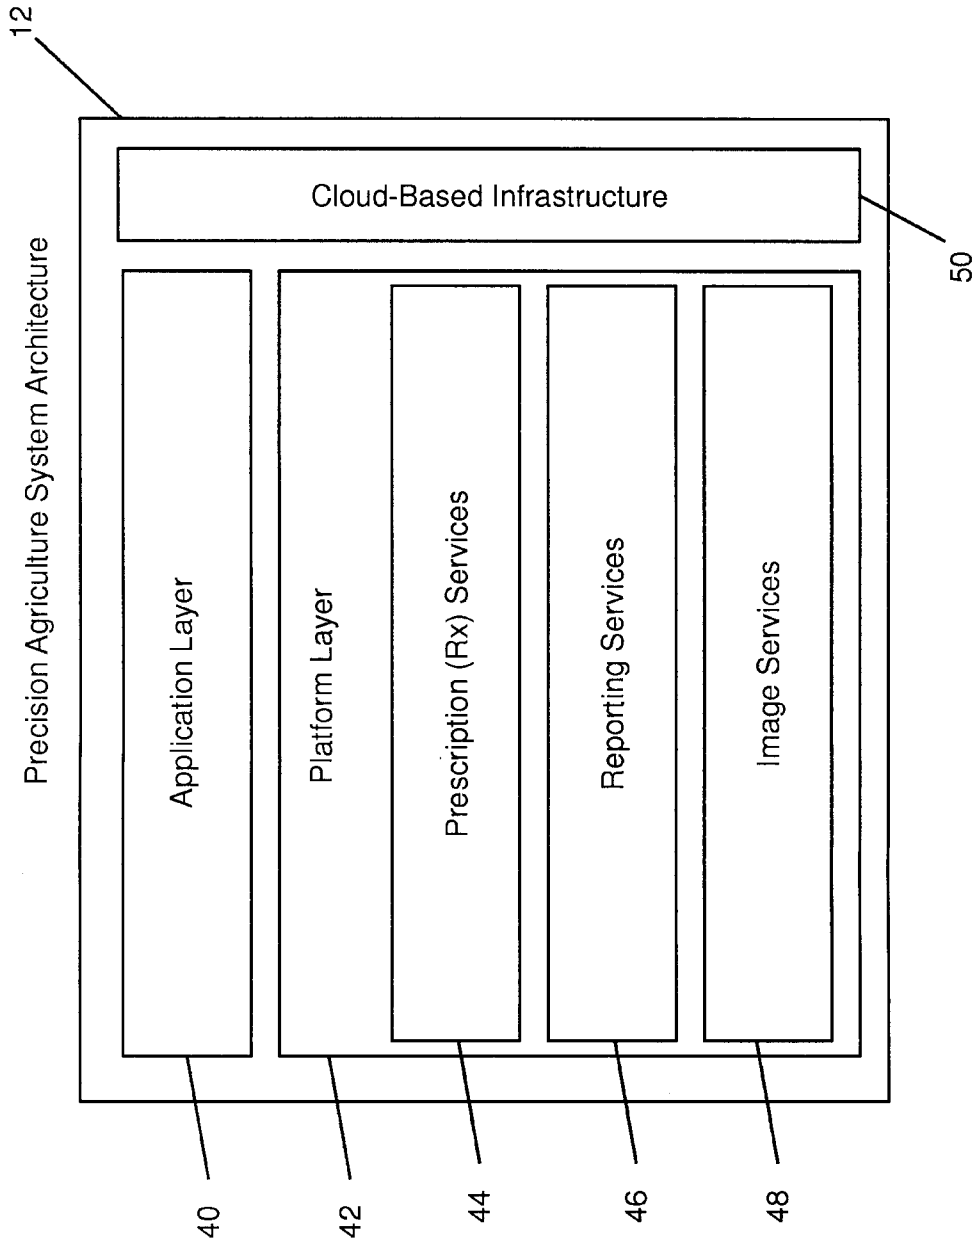 Precision Agriculture System Architecture
12
Application Layer
Platform Layer
Prescription (Rx) Services
Reporting Services
Image Services
Cloud-Based Infrastructure
40
42
44
46
48
50